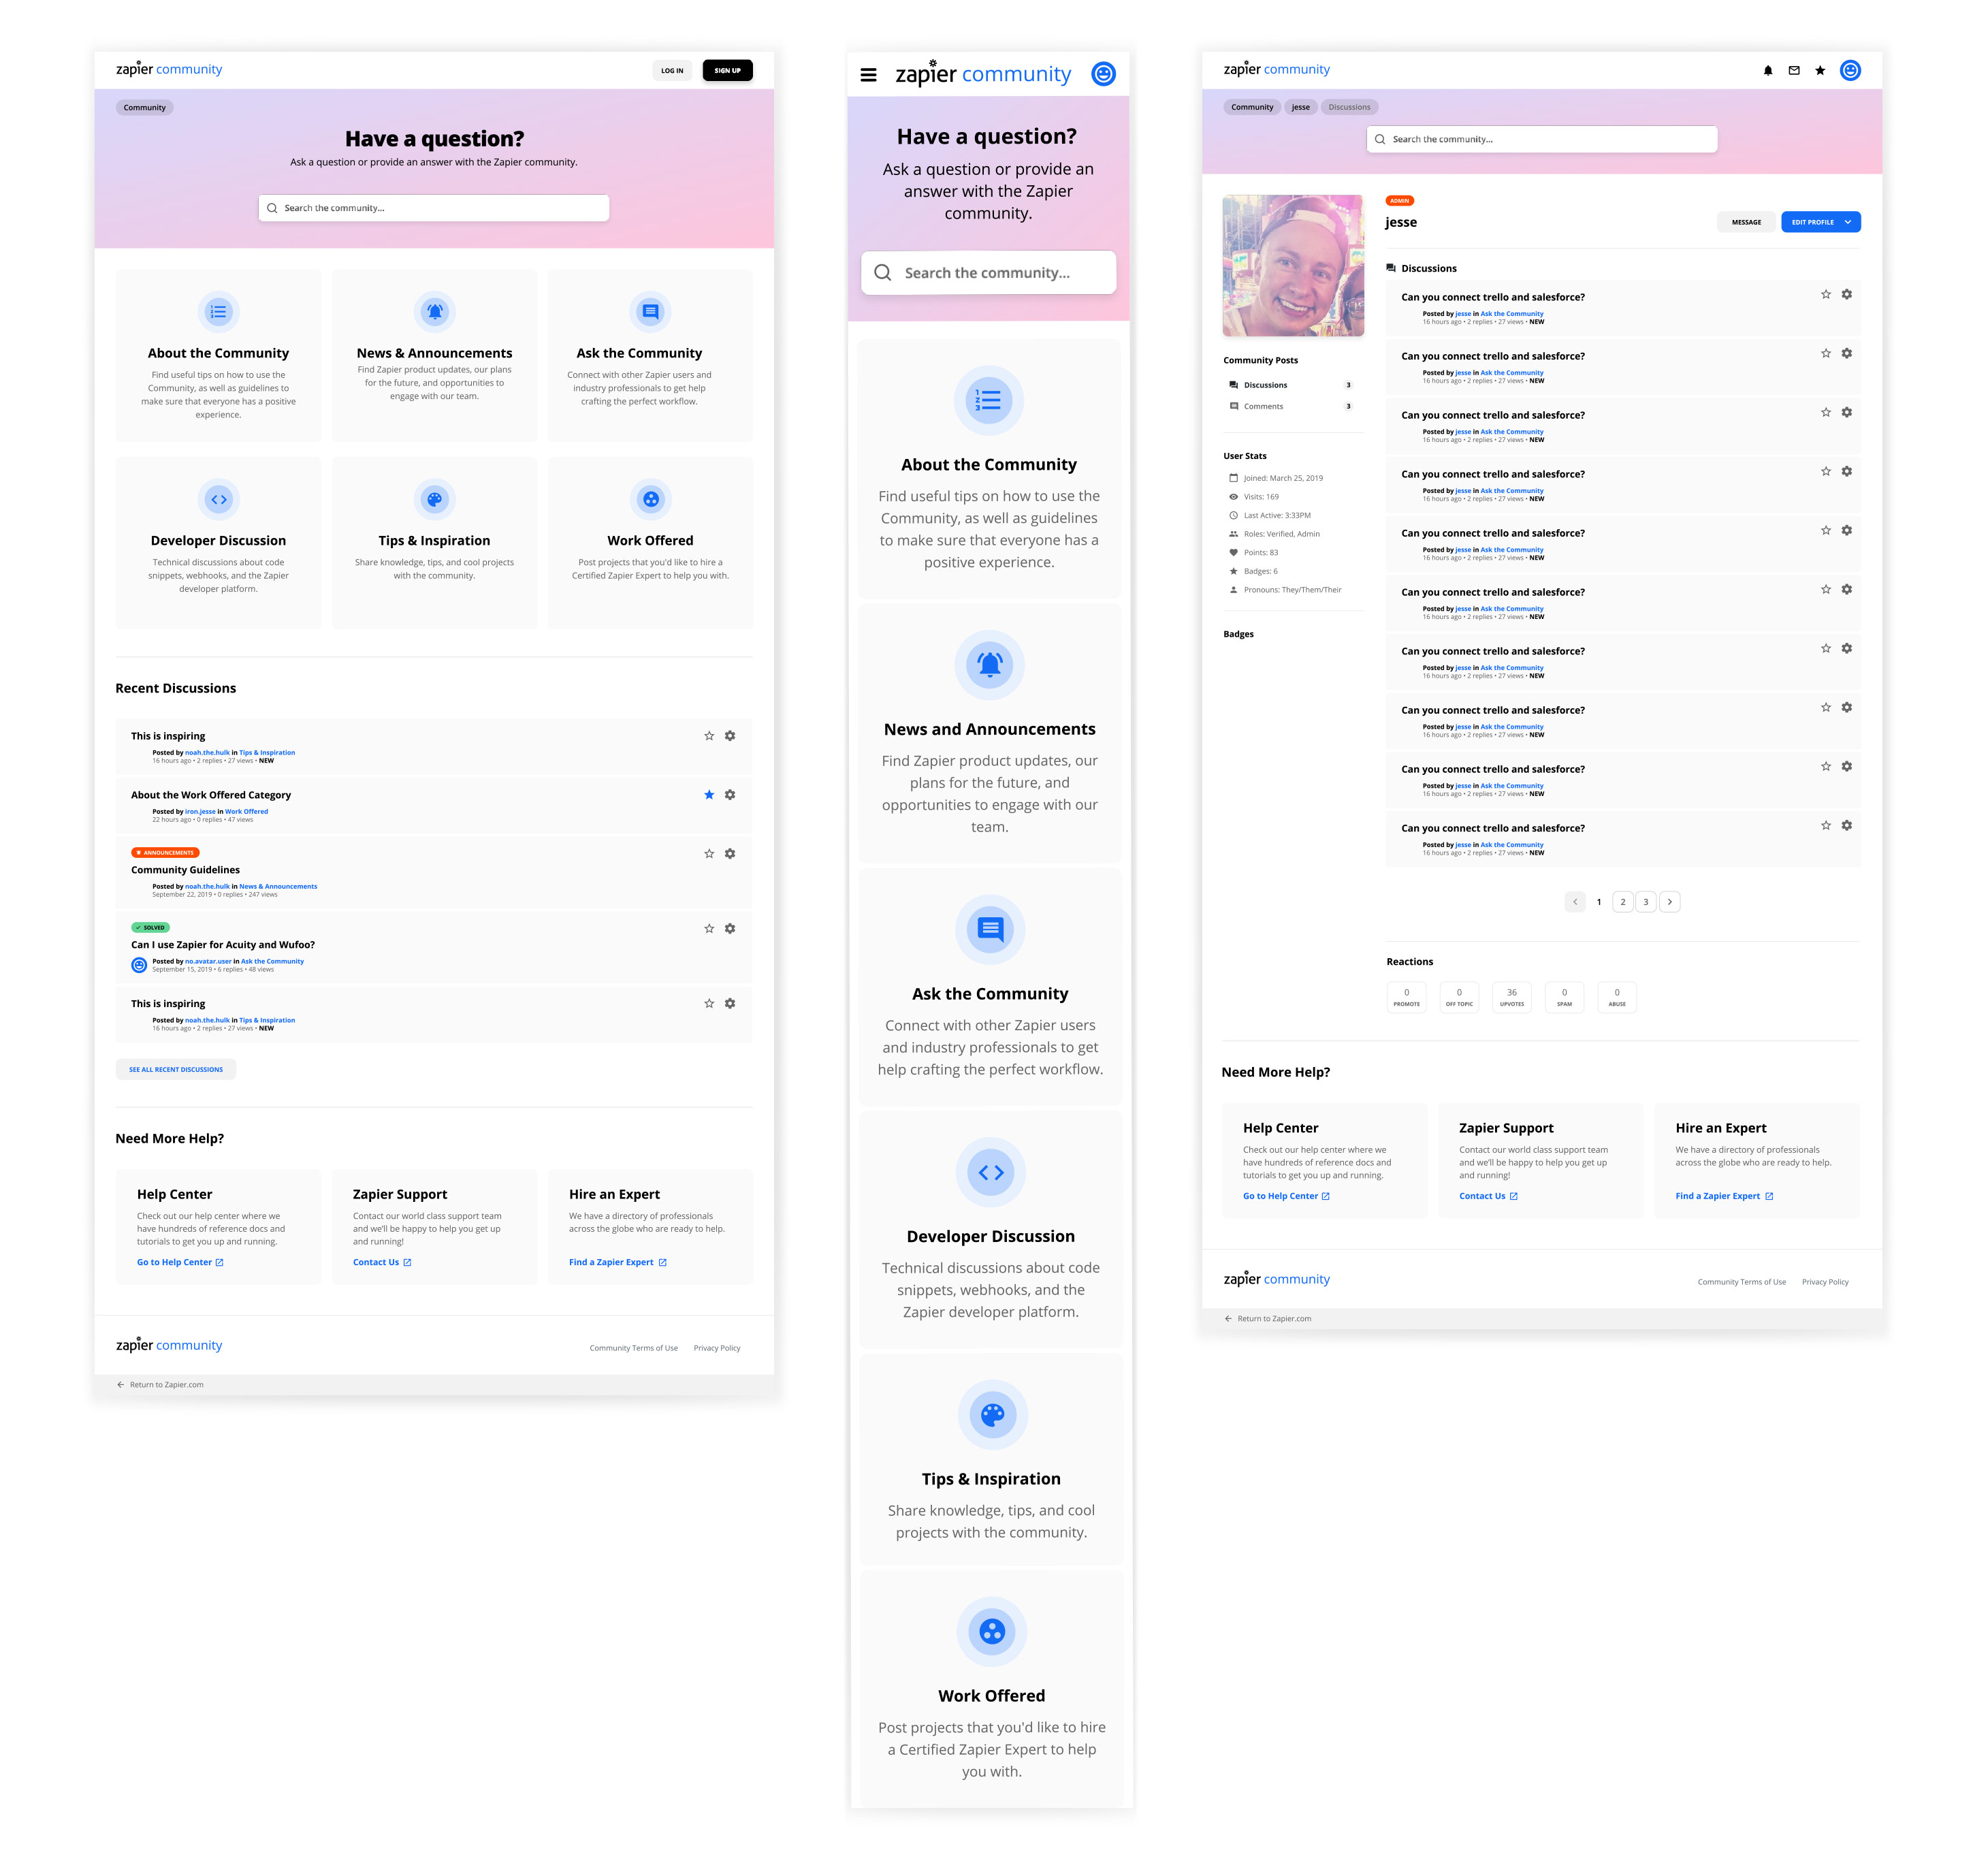 zapier community
LOG IN
SIGN UP
Community
Have a question?
Ask a question or provide an answer with the Zapier community.
Search the community...
About the Community
Find useful tips on how to use the
Community, as well as guidelines to
make sure that everyone has a positive
experience.
News & Announcements
Find Zapier product updates, our plans
for the future, and opportunities to
engage with our team.
Ask the Community
Connect with other Zapier users and
industry professionals to get help
crafting the perfect workflow.
Developer Discussion
Technical discussions about code
snippets, webhooks, and the Zapier
developer platform.
Tips & Inspiration
Share knowledge, tips, and cool projects
with the community.
Work Offered
Post projects that you'd like to hire a
Certified Zapier Expert to help you with.
Recent Discussions
This is inspiring
Posted by noah.the.hulk in Tips & Inspiration
16 hours ago • 2 replies • 27 views • NEW
About the Work Offered Category
Posted by iron.jesse in Work Offered
22 hours ago • 0 replies • 47 views
ANNOUNCEMENTS
Community Guidelines
Posted by noah.the.hulk in News & Announcements
September 22, 2019 • 0 replies • 247 views
SOLVED
Can I use Zapier for Acuity and Wufoo?
Posted by no.avatar.user in Ask the Community
September 15, 2019 • 6 replies • 48 views
This is inspiring
Posted by noah.the.hulk in Tips & Inspiration
16 hours ago • 2 replies • 27 views • NEW
SEE ALL RECENT DISCUSSIONS
Need More Help?
Help Center
Check out our help center where we
have hundreds of reference docs and
tutorials to get you up and running.
Go to Help Center
Zapier Support
Contact our world class support team
and we'll be happy to help you get up
and running!
Contact Us
Hire an Expert
We have a directory of professionals
across the globe who are ready to help.
Find a Zapier Expert
zapier community
Community Terms of Use
Privacy Policy
Return to Zapier.com
zapier community
Have a question?
Ask a question or provide an
answer with the Zapier
community.
Search the community...
About the Community
Find useful tips on how to use the
Community, as well as guidelines
to make sure that everyone has a
positive experience.
News and Announcements
Find Zapier product updates, our
plans for the future, and
opportunities to engage with our
team.
Ask the Community
Connect with other Zapier users
and industry professionals to get
help crafting the perfect workflow.
Developer Discussion
Technical discussions about code
snippets, webhooks, and the
Zapier developer platform.
Tips & Inspiration
Share knowledge, tips, and cool
projects with the community.
Work Offered
Post projects that you'd like to hire
a Certified Zapier Expert to help
you with.
zapier community
Community
jesse
Discussions
Search the community...
Community Posts
Discussions 3
Comments 3
User Stats
Joined: March 25, 2019
Visits: 169
Last Active: 3:33PM
Roles: Verified, Admin
Points: 83
Badges: 6
Pronouns: They/Them/Their
Badges
ADMIN
jesse
MESSAGE
EDIT PROFILE
Discussions
Can you connect trello and salesforce?
Posted by jesse in Ask the Community
16 hours ago • 2 replies • 27 views • NEW
Can you connect trello and salesforce?
Posted by jesse in Ask the Community
16 hours ago • 2 replies • 27 views • NEW
Can you connect trello and salesforce?
Posted by jesse in Ask the Community
16 hours ago • 2 replies • 27 views • NEW
Can you connect trello and salesforce?
Posted by jesse in Ask the Community
16 hours ago • 2 replies • 27 views • NEW
Can you connect trello and salesforce?
Posted by jesse in Ask the Community
16 hours ago • 2 replies • 27 views • NEW
Can you connect trello and salesforce?
Posted by jesse in Ask the Community
16 hours ago • 2 replies • 27 views • NEW
Can you connect trello and salesforce?
Posted by jesse in Ask the Community
16 hours ago • 2 replies • 27 views • NEW
Can you connect trello and salesforce?
Posted by jesse in Ask the Community
16 hours ago • 2 replies • 27 views • NEW
Can you connect trello and salesforce?
Posted by jesse in Ask the Community
16 hours ago • 2 replies • 27 views • NEW
Can you connect trello and salesforce?
Posted by jesse in Ask the Community
16 hours ago • 2 replies • 27 views • NEW
1 2 3
Reactions
0 0 36 0 0
PROMOTE OFF TOPIC UPVOTES SPAM ABUSE
Need More Help?
Help Center
Check out our help center where we
have hundreds of reference docs and
tutorials to get you up and running.
Go to Help Center
Zapier Support
Contact our world class support team
and we'll be happy to help you get up
and running!
Contact Us
Hire an Expert
We have a directory of professionals
across the globe who are ready to help.
Find a Zapier Expert
zapier community
Community Terms of Use
Privacy Policy
Return to Zapier.com